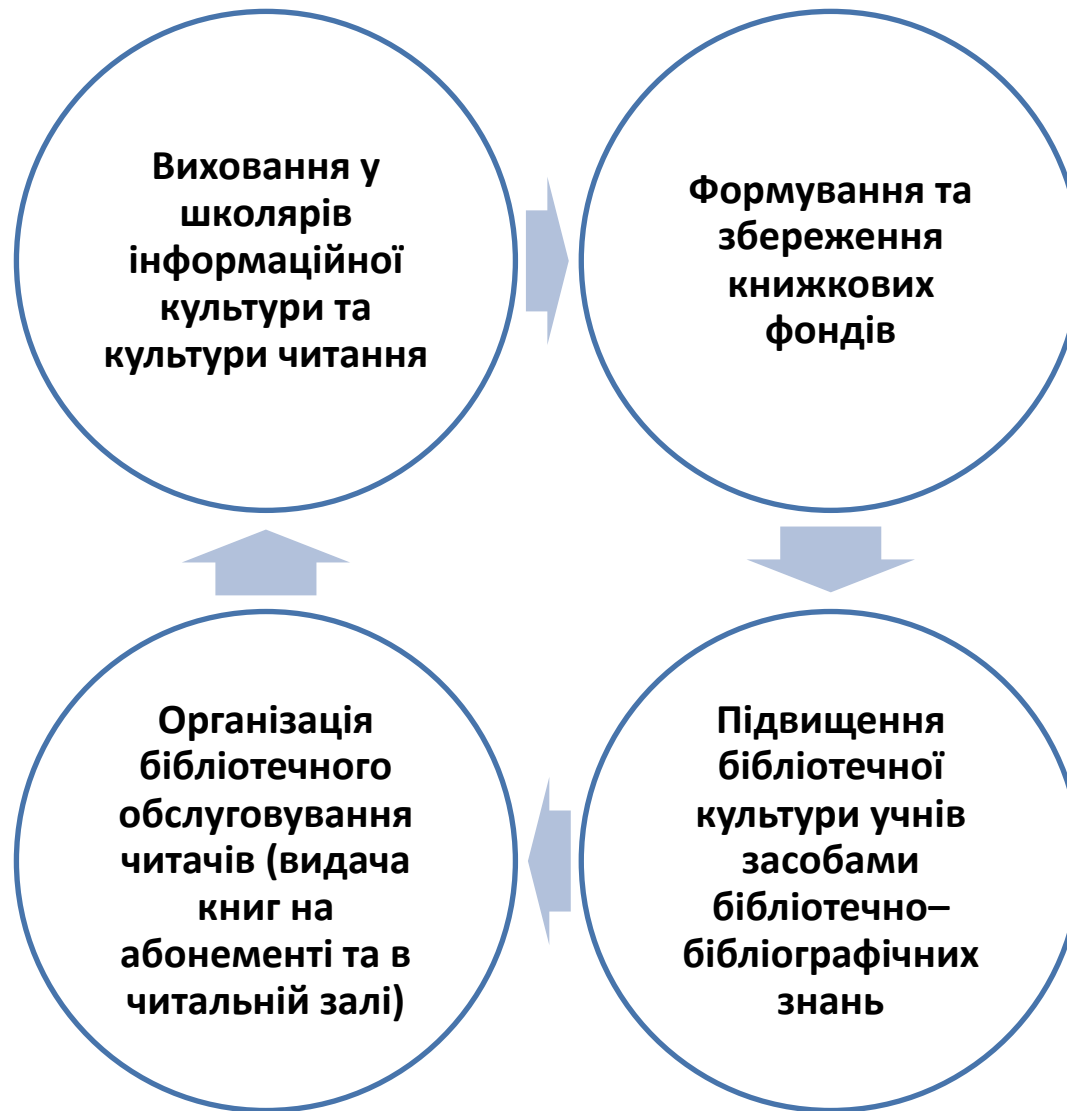 Виховання у
школярів
інформаційної
культури та
культури читання
Формування та
збереження
книжкових
фондів
Організація
бібліотечного
обслуговування
читачів (видача
книг на
абонементі та в
читальній залі)
Підвищення
бібліотечної
культури учнів
засобами
бібліотечно–
бібліографічних
знань